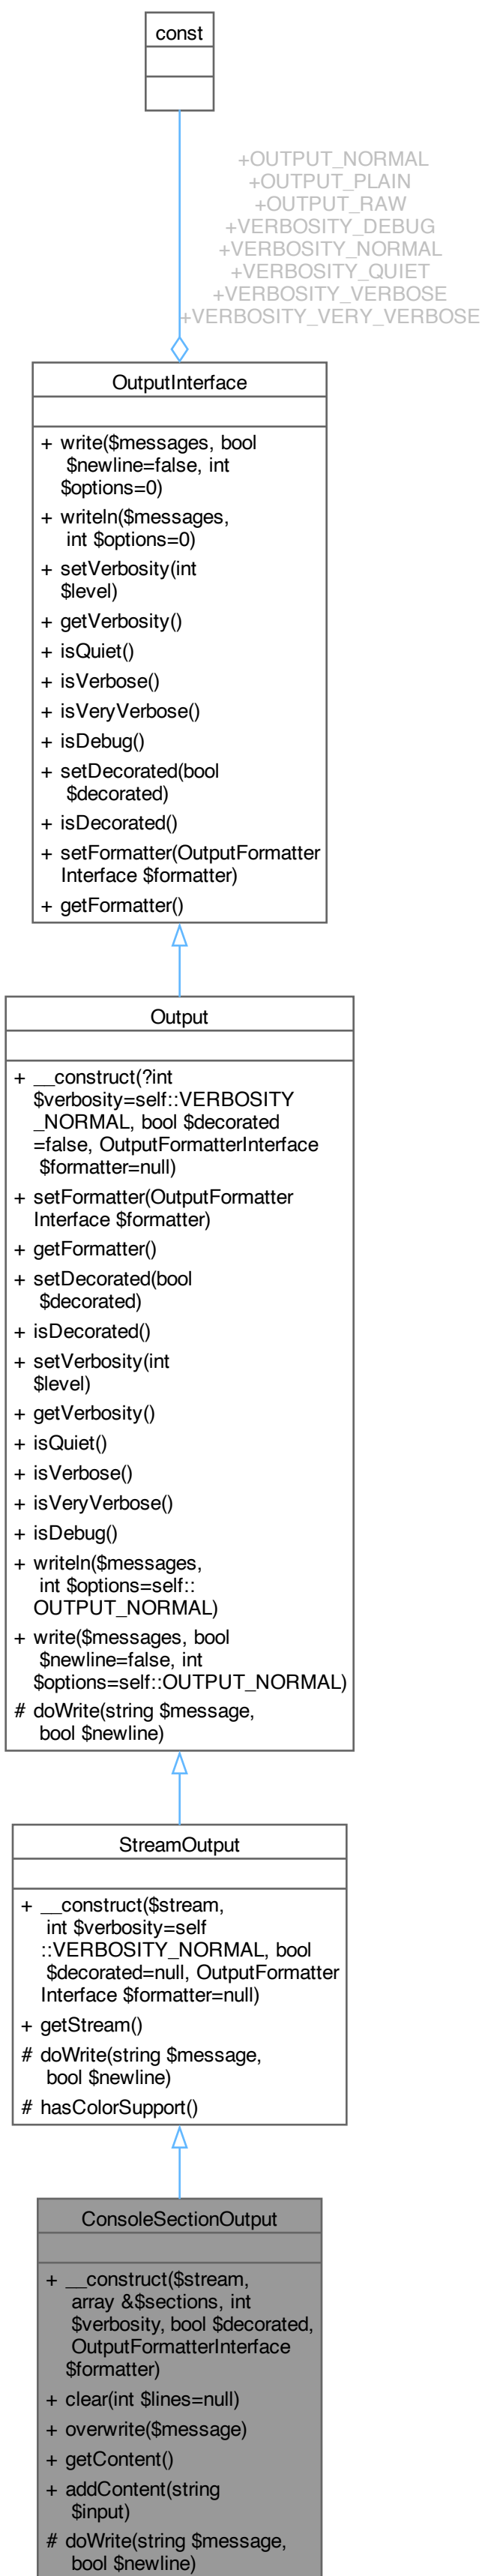 const
+OUTPUT_NORMAL
+OUTPUT_PLAIN
+OUTPUT_RAW
+VERBOSITY_DEBUG
+VERBOSITY_NORMAL
+VERBOSITY_QUIET
+VERBOSITY_VERBOSE
+VERBOSITY_VERY_VERBOSE
OutputInterface
+ write($messages, bool
$newline=false, int
$options=0)
+ writeln($messages,
int $options=0)
+ setVerbosity(int
$level)
+ getVerbosity()
+ isQuiet()
+ isVerbose()
+ isVeryVerbose()
+ isDebug()
+ setDecorated(bool
$decorated)
+ isDecorated()
+ setFormatter(OutputFormatter
Interface $formatter)
+ getFormatter()
Output
+ __construct(?int
$verbosity=self::VERBOSITY
_NORMAL, bool $decorated
=false, OutputFormatterInterface
$formatter=null)
+ setFormatter(OutputFormatter
Interface $formatter)
+ getFormatter()
+ setDecorated(bool
$decorated)
+ isDecorated()
+ setVerbosity(int
$level)
+ getVerbosity()
+ isQuiet()
+ isVerbose()
+ isVeryVerbose()
+ isDebug()
+ writeln($messages,
int $options=self::
OUTPUT_NORMAL)
+ write($messages, bool
$newline=false, int
$options=self::OUTPUT_NORMAL)
# doWrite(string $message,
bool $newline)
StreamOutput
+ __construct($stream,
int $verbosity=self
::VERBOSITY_NORMAL, bool
$decorated=null, OutputFormatter
Interface $formatter=null)
+ getStream()
# doWrite(string $message,
bool $newline)
# hasColorSupport()
ConsoleSectionOutput
+ __construct($stream,
array &$sections, int
$verbosity, bool $decorated,
OutputFormatterInterface
$formatter)
+ clear(int $lines=null)
+ overwrite($message)
+ getContent()
+ addContent(string
$input)
# doWrite(string $message,
bool $newline)